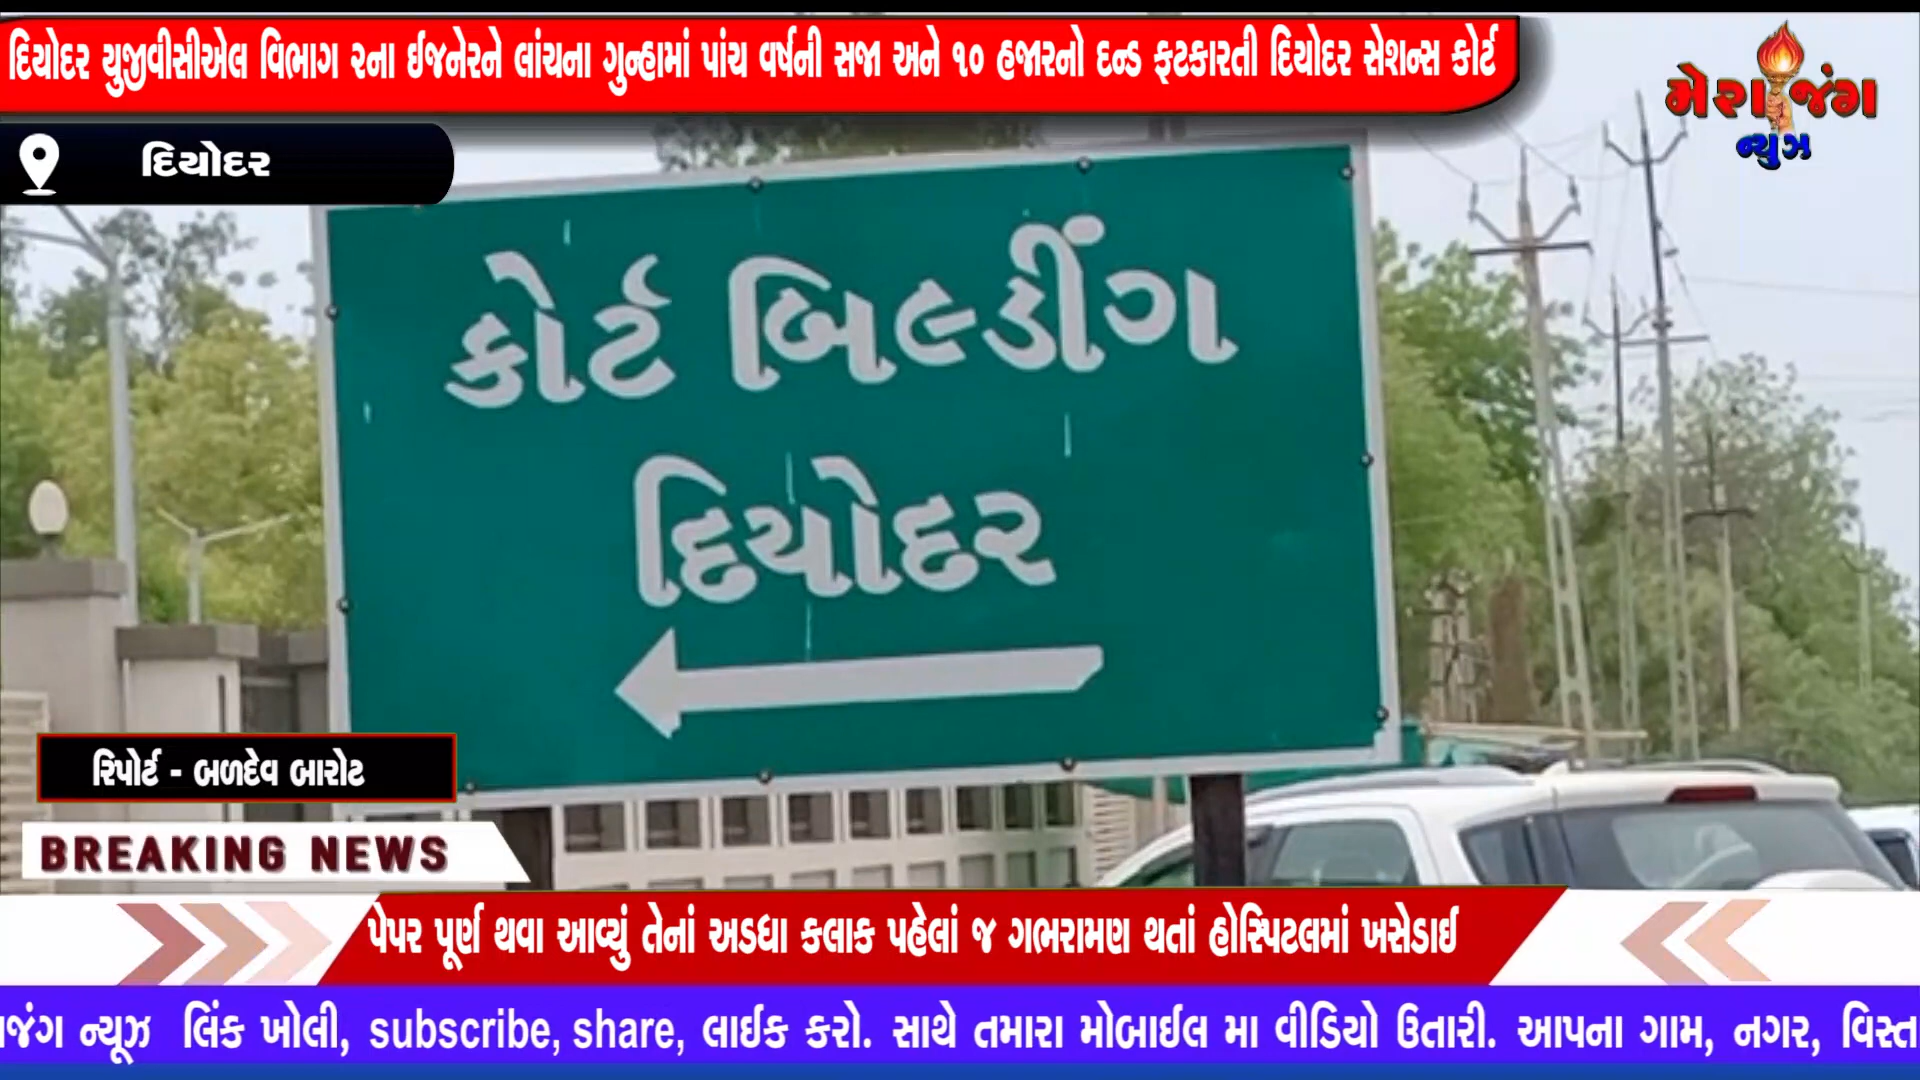 દિયોદર યુજીવીસીએલ વિભાગ ૨ના ઈજનેરને લાંચના ગુન્હામાં પાંચ વર્ષની સજા અને ૧૦ હજારનો દન્ડ ફટકારતી દિયોદર સેશન્સ કોર્ટ
મેરા જંગ
ન્યુઝ
દિયોદર
કોર્ટ બિલ્ડીંગ
દિયોદર
રિપોર્ટ - બળદેવ બારોટ
BREAKING NEWS
પેપર પૂર્ણ થવા આવ્યું તેનાં અડધા કલાક પહેલાં જ ગભરામણ થતાં હોસ્પિટલમાં ખસેડાઈ
જંગ ન્યૂઝ લિંક ખોલી, subscribe, share, લાઈક કરો. સાથે તમારા મોબાઈલ મા વીડિયો ઉતારી. આપના ગામ, નગર, વિસ્તા